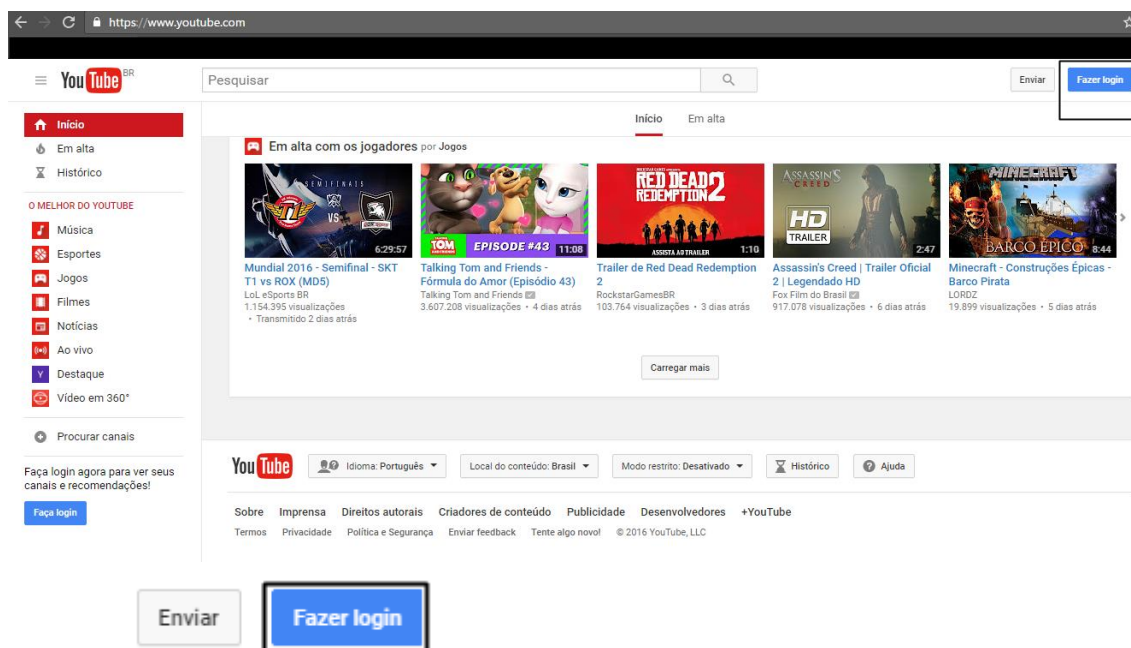 https://www.youtube.com
YouTube BR
Pesquisar
Enviar
Fazer login
Início
Em alta
Início
Em alta
Histórico
O MELHOR DO YOUTUBE
Música
Esportes
Jogos
Filmes
Notícias
Ao vivo
Destaque
Vídeo em 360°
Procurar canais
Faça login agora para ver seus
canais e recomendações!
Faça login
Em alta com os jogadores por Jogos
SEMIFINAIS
VS
6:29:57
Mundial 2016 - Semifinal - SKT
T1 vs ROX (MD5)
LoL eSports BR
1.154.395 visualizações
• Transmitido 2 dias atrás
TOM
EPISODE #43
11:08
Talking Tom and Friends -
Fórmula do Amor (Episódio 43)
Talking Tom and Friends
3.607.208 visualizações • 4 dias atrás
RED DEAD
REDEMPTION 2
ASSISTA AO TRAILER
1:10
Trailer de Red Dead Redemption
2
RockstarGamesBR
103.764 visualizações • 3 dias atrás
ASSASSIN'S
CREED
HD
TRAILER
2:47
Assassin's Creed | Trailer Oficial
2 | Legendado HD
Fox Film do Brasil
917.078 visualizações • 6 dias atrás
MINECRAFT
BARCO ÉPICO
8:44
Minecraft - Construções Épicas -
Barco Pirata
LORDZ
19.899 visualizações • 5 dias atrás
Carregar mais
YouTube
Idioma: Português
Local do conteúdo: Brasil
Modo restrito: Desativado
Histórico
Ajuda
Sobre Imprensa Direitos autorais Criadores de conteúdo Publicidade Desenvolvedores +YouTube
Termos Privacidade Política e Segurança Enviar feedback Tente algo novo! © 2016 YouTube, LLC
Enviar
Fazer login